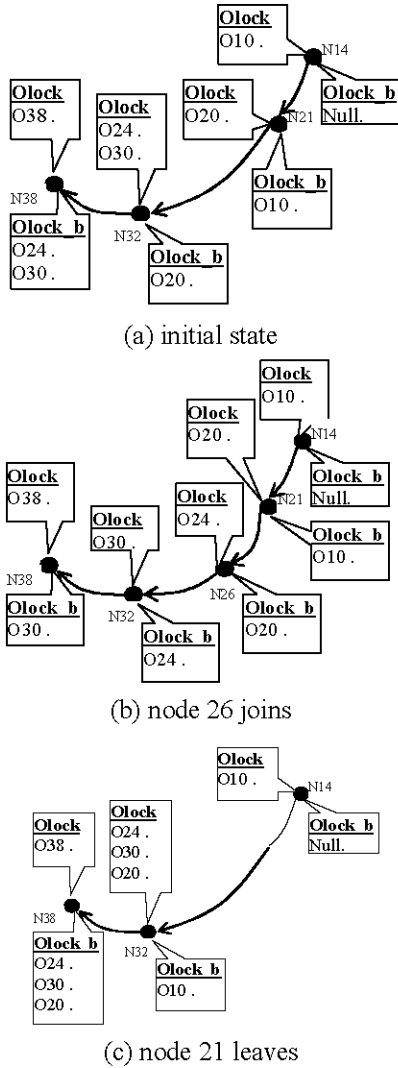 Olock
O10 .
N14
Olock
O38 .
Olock
O24 .
O30 .
Olock
O20 .
Olock_b
Null.
N21
Olock_b
O10 .
N38
Olock_b
O24 .
O30 .
N32
Olock_b
O20 .
(a) initial state
Olock
O10 .
Olock
O20 .
N14
Olock_b
Null.
Olock
O38 .
Olock
O24 .
N21
Olock
O30 .
Olock_b
O10 .
N38
Olock_b
O30 .
N32
N26
Olock_b
O20 .
Olock_b
O24 .
(b) node 26 joins
Olock
O10 .
N14
Olock
O24 .
O30 .
O20 .
Olock_b
Null.
Olock
O38 .
N38
N32
Olock_b
O24 .
O30 .
O20 .
Olock_b
O10 .
(c) node 21 leaves